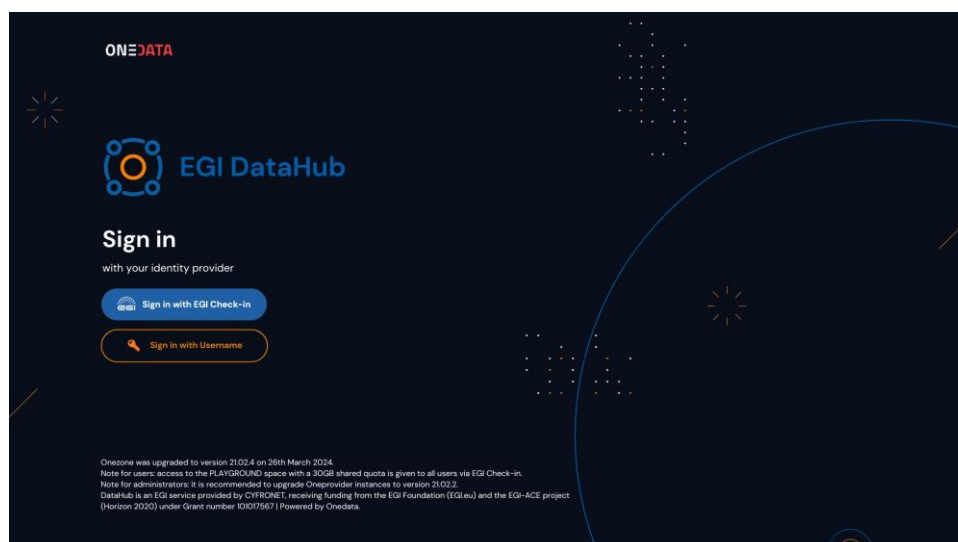 ONEDATA
EGI DataHub
Sign in
with your identity provider
egi Sign in with EGI Check-in
Sign in with Username
Onezone was upgraded to version 21.02.4 on 26th March 2024.
Note for users: access to the PLAYGROUND space with a 30GB shared quota is given to all users via EGI Check-in.
Note for administrators: it is recommended to upgrade Oneprovider instances to version 21.02.2.
DataHub is an EGI service provided by CYFRONET, receiving funding from the EGI Foundation (EGI.eu) and the EGI-ACE project
(Horizon 2020) under Grant number 101017567 | Powered by Onedata.